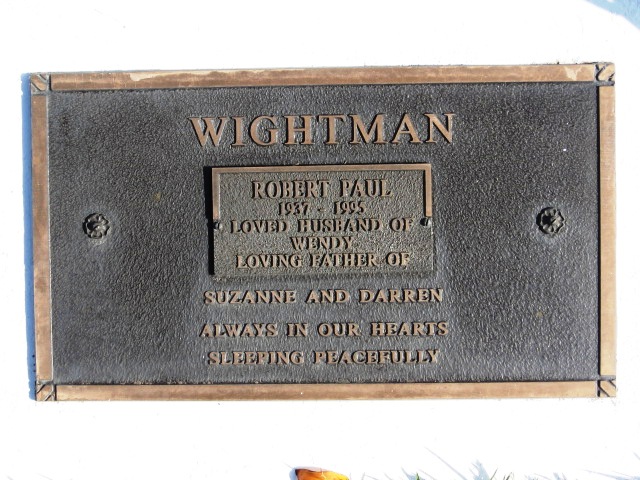 WIGHTMAN
ROBERT PAUL
1937 - 1995
LOVED HUSBAND OF
WENDY
LOVING FATHER OF
SUZANNE AND DARREN
ALWAYS IN OUR HEARTS
SLEEPING PEACEFULLY